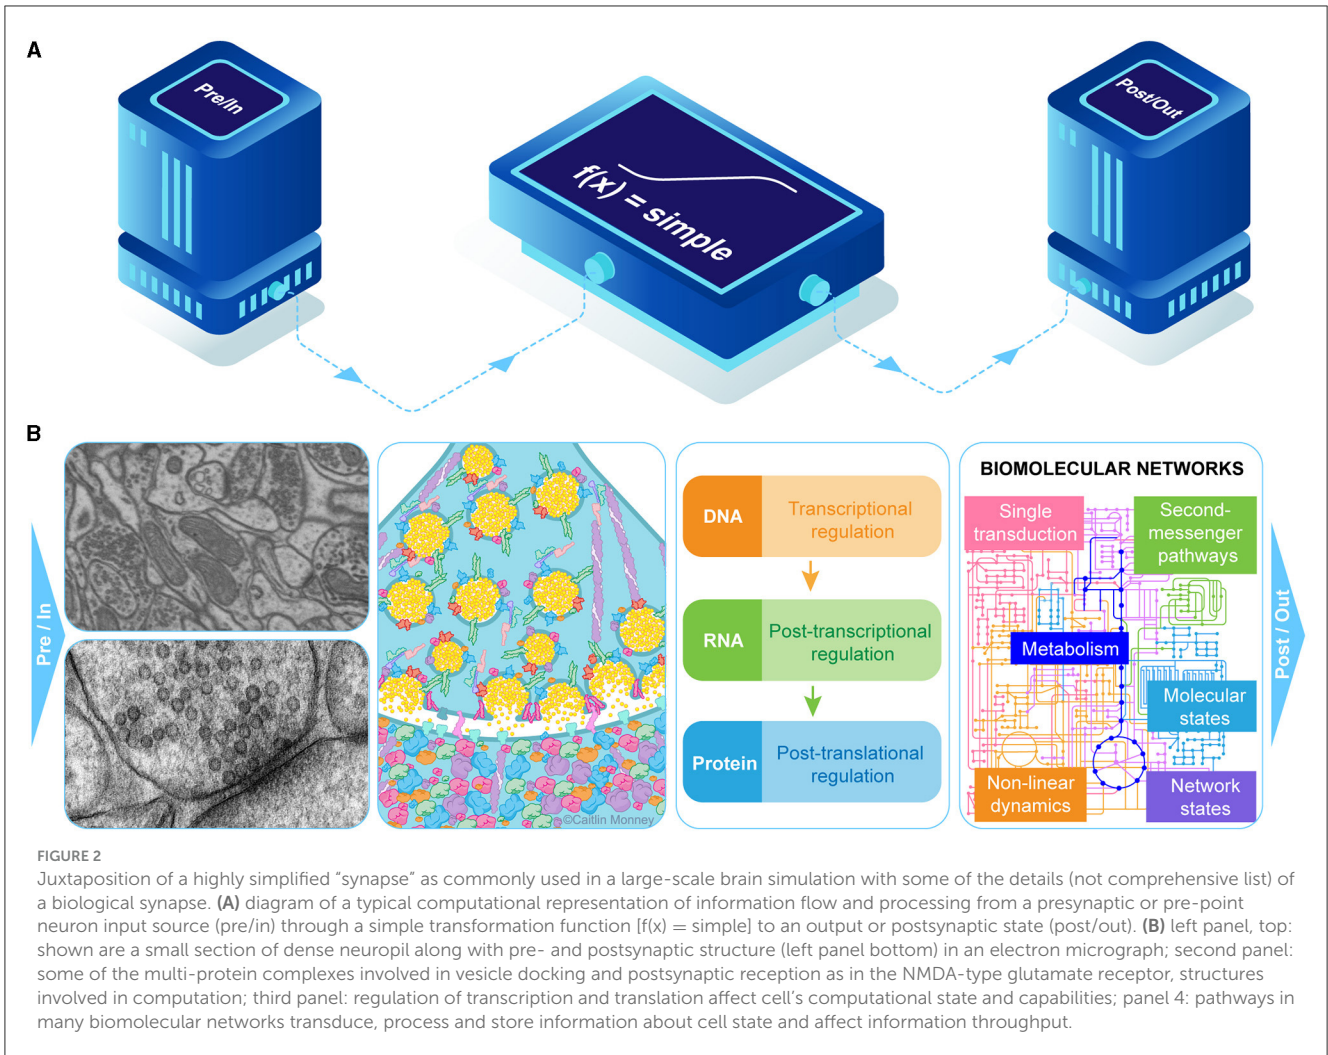 A
Pre/In
f(x) = simple
Post/Out
B
Pre / In
©Caitlin Monney
DNA
Transcriptional
regulation
RNA
Post-transcriptional
regulation
Protein
Post-translational
regulation
BIOMOLECULAR NETWORKS
Single
transduction
Second-
messenger
pathways
Metabolism
Molecular
states
Non-linear
dynamics
Network
states
Post / Out
FIGURE 2
Juxtaposition of a highly simplified “synapse” as commonly used in a large-scale brain simulation with some of the details (not comprehensive list) of
a biological synapse. (A) diagram of a typical computational representation of information flow and processing from a presynaptic or pre-point
neuron input source (pre/in) through a simple transformation function [f(x) = simple] to an output or postsynaptic state (post/out). (B) left panel, top:
shown are a small section of dense neuropil along with pre- and postsynaptic structure (left panel bottom) in an electron micrograph; second panel:
some of the multi-protein complexes involved in vesicle docking and postsynaptic reception as in the NMDA-type glutamate receptor, structures
involved in computation; third panel: regulation of transcription and translation affect cell’s computational state and capabilities; panel 4: pathways in
many biomolecular networks transduce, process and store information about cell state and affect information throughput.